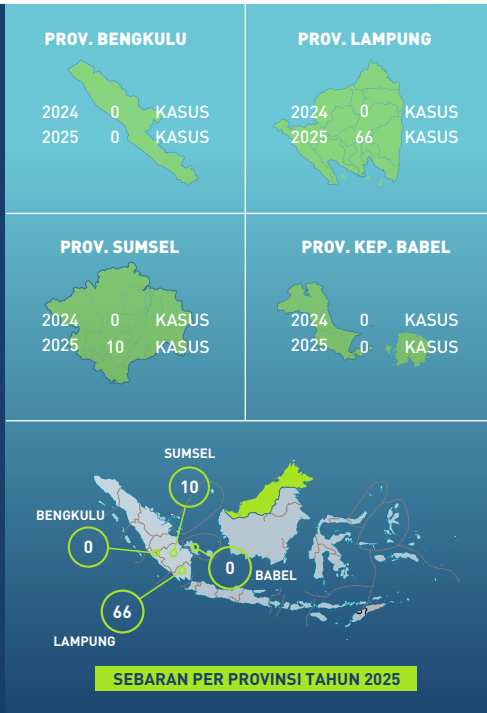 PROV. BENGKULU
2024 0 KASUS
2025 0 KASUS
PROV. LAMPUNG
2024 0 KASUS
2025 66 KASUS
PROV. SUMSEL
2024 0 KASUS
2025 10 KASUS
PROV. KEP. BABEL
2024 0 KASUS
2025 0 KASUS
SUMSEL
10
BENGKULU
0
0
BABEL
66
LAMPUNG
SEBARAN PER PROVINSI TAHUN 2025